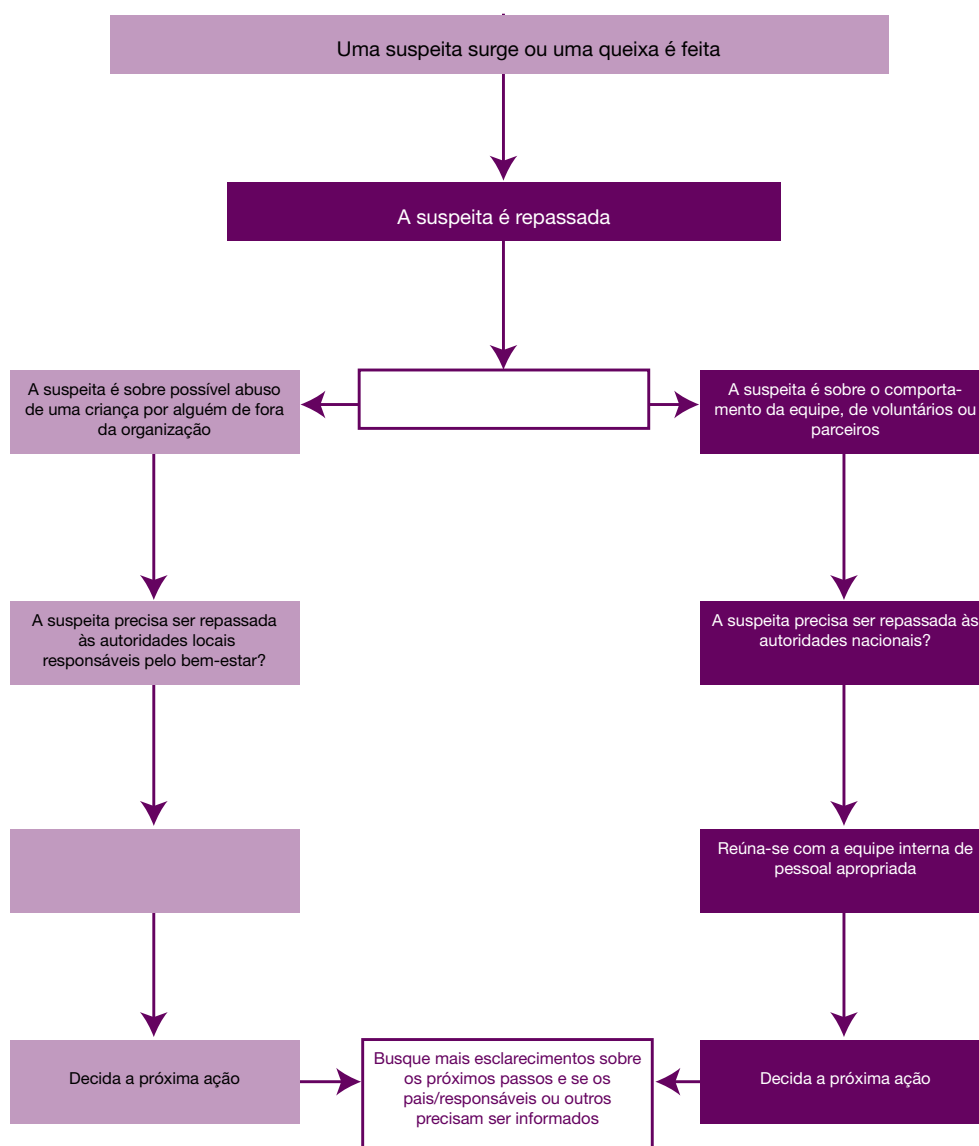 Uma suspeita surge ou uma queixa é feita
A suspeita é repassada
A suspeita é sobre possível abuso
de uma criança por alguém de fora
da organização
A suspeita é sobre o comporta-
mento da equipe, de voluntários ou
parceiros
A suspeita precisa ser repassada
às autoridades locais
responsáveis pelo bem-estar?
A suspeita precisa ser repassada às
autoridades nacionais?
Reúna-se com a equipe interna de
pessoal apropriada
Decida a próxima ação
Busque mais esclarecimentos sobre
os próximos passos e se os
pais/responsáveis ou outros
precisam ser informados
Decida a próxima ação